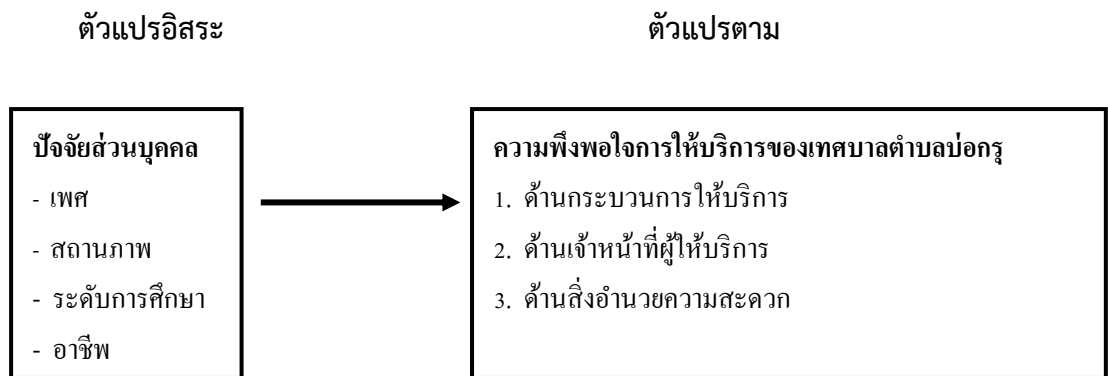 ตัวแปรอิสระ
ตัวแปรตาม
ปัจจัยส่วนบุคคล
- เพศ
- สถานภาพ
- ระดับการศึกษา
- อาชีพ
ความพึงพอใจการให้บริการของเทศบาลตำบลบ่อกรุ
1. ด้านกระบวนการให้บริการ
2. ด้านเจ้าหน้าที่ผู้ให้บริการ
3. ด้านสิ่งอำนวยความสะดวก